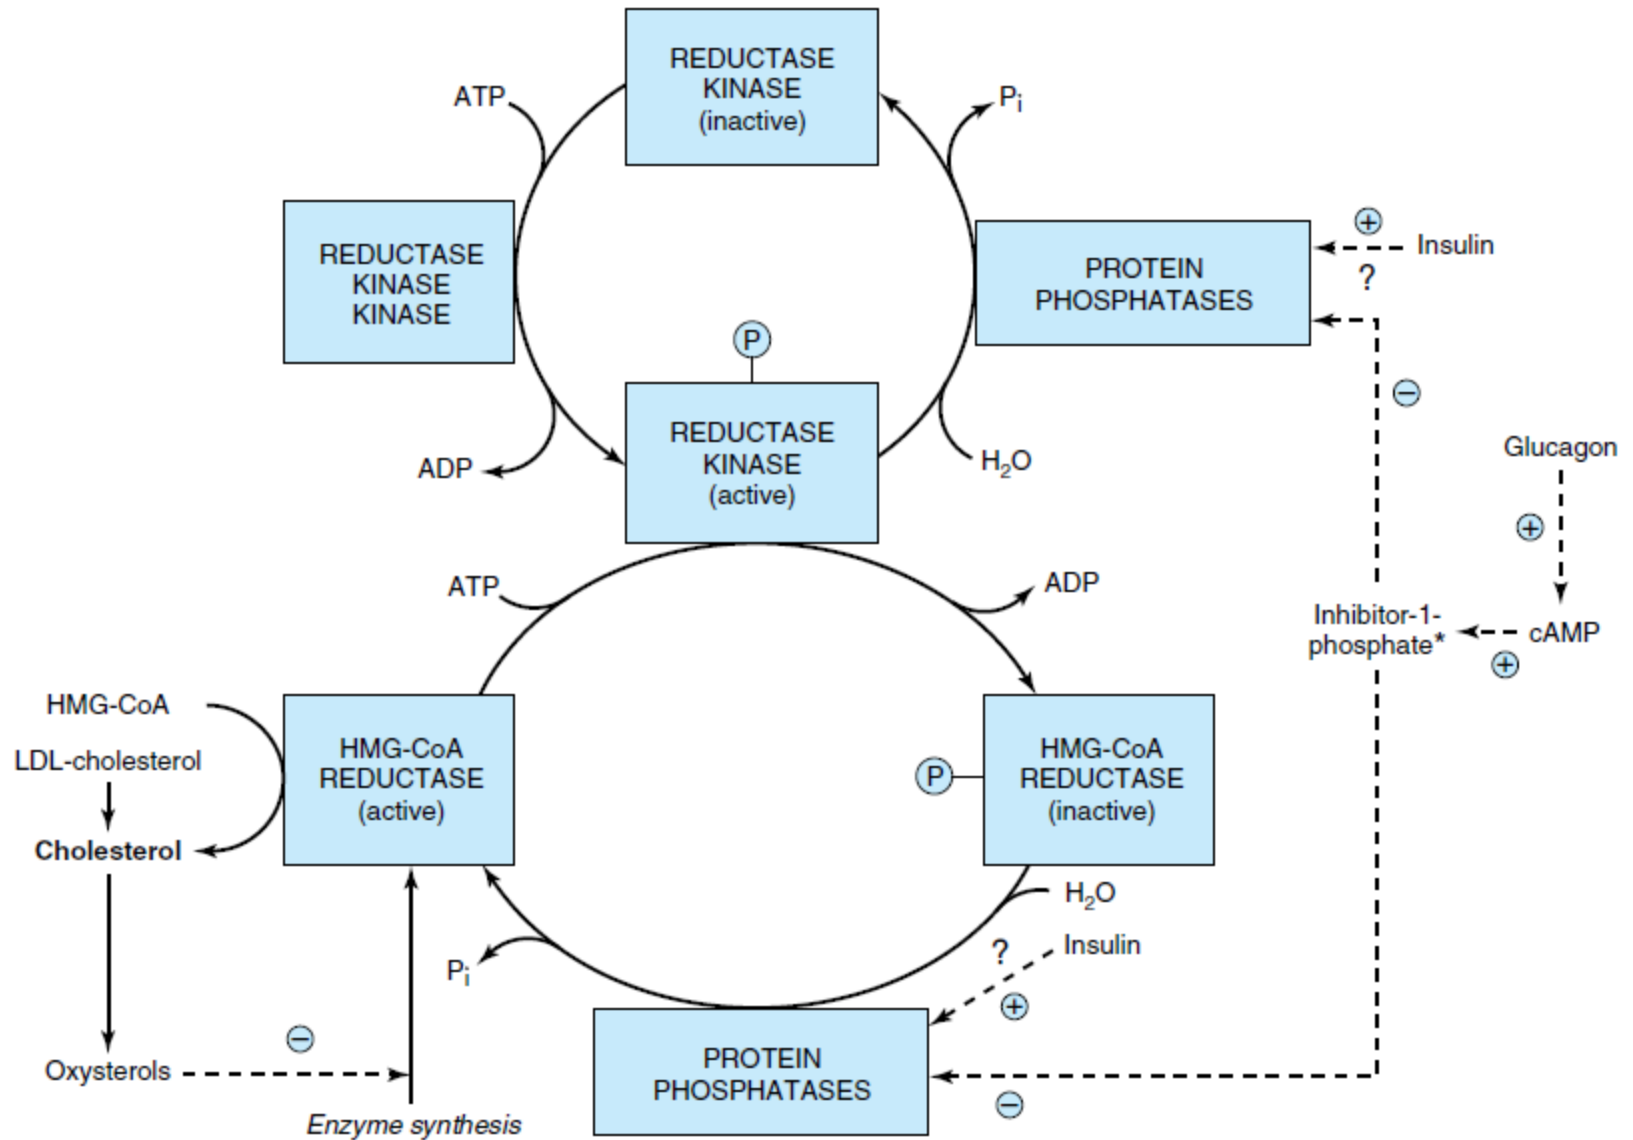 REDUCTASE
KINASE
(inactive)
ATP
Pi
REDUCTASE
KINASE
KINASE
PROTEIN
PHOSPHATASES
+
Insulin
?
P
−
REDUCTASE
KINASE
(active)
ADP
H₂O
Glucagon
+
ATP
ADP
Inhibitor-1-
phosphate*
cAMP
+
HMG-CoA
LDL-cholesterol
Cholesterol
HMG-CoA
REDUCTASE
(active)
P
HMG-CoA
REDUCTASE
(inactive)
H₂O
Insulin
?
+
Pi
Oxysterols
−
Enzyme synthesis
PROTEIN
PHOSPHATASES
−